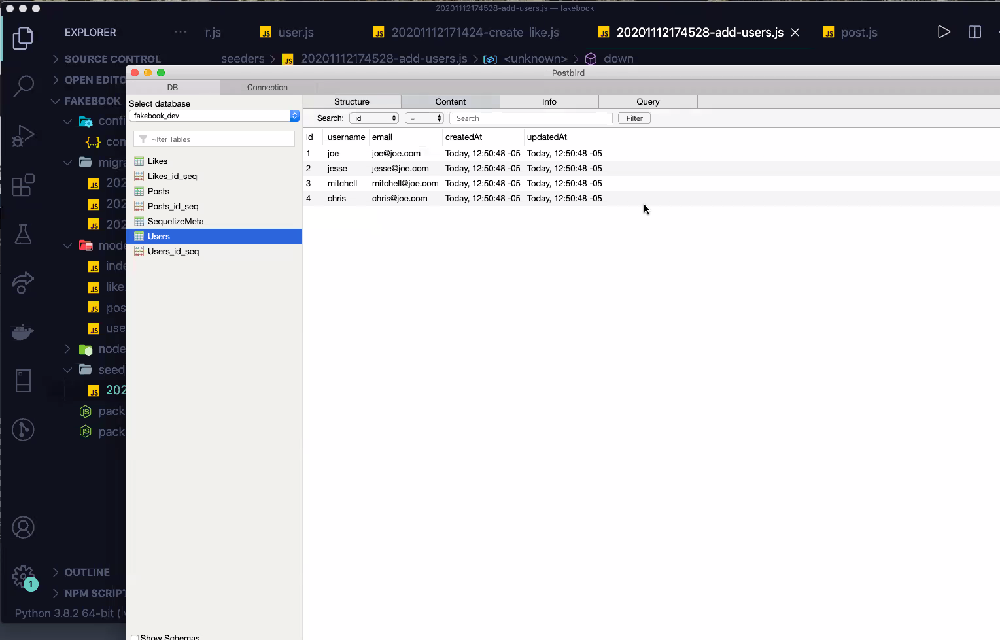 20201112174528-add-users.js — fakebook
EXPLORER ··· r.js user.js 20201112171424-create-like.js 20201112174528-add-users.js post.js
SOURCE CONTROL seeders > 20201112174528-add-users.js > <unknown> > down
OPEN EDITO
FAKEBOOK
confi
con
migra
202
202
202
mode
inde
like.
pos
use
node
seed
202
pack
pack
OUTLINE
NPM SCRIPT
1
Python 3.8.2 64-bit ('v
Postbird
DB Connection
Select database
fakebook_dev
Filter Tables
Likes
Likes_id_seq
Posts
Posts_id_seq
SequelizeMeta
Users
Users_id_seq
Show Schemas
Structure Content Info Query
Search: id = Search Filter
id username email createdAt updatedAt
1 joe joe@joe.com Today, 12:50:48 -05 Today, 12:50:48 -05
2 jesse jesse@joe.com Today, 12:50:48 -05 Today, 12:50:48 -05
3 mitchell mitchell@joe.com Today, 12:50:48 -05 Today, 12:50:48 -05
4 chris chris@joe.com Today, 12:50:48 -05 Today, 12:50:48 -05